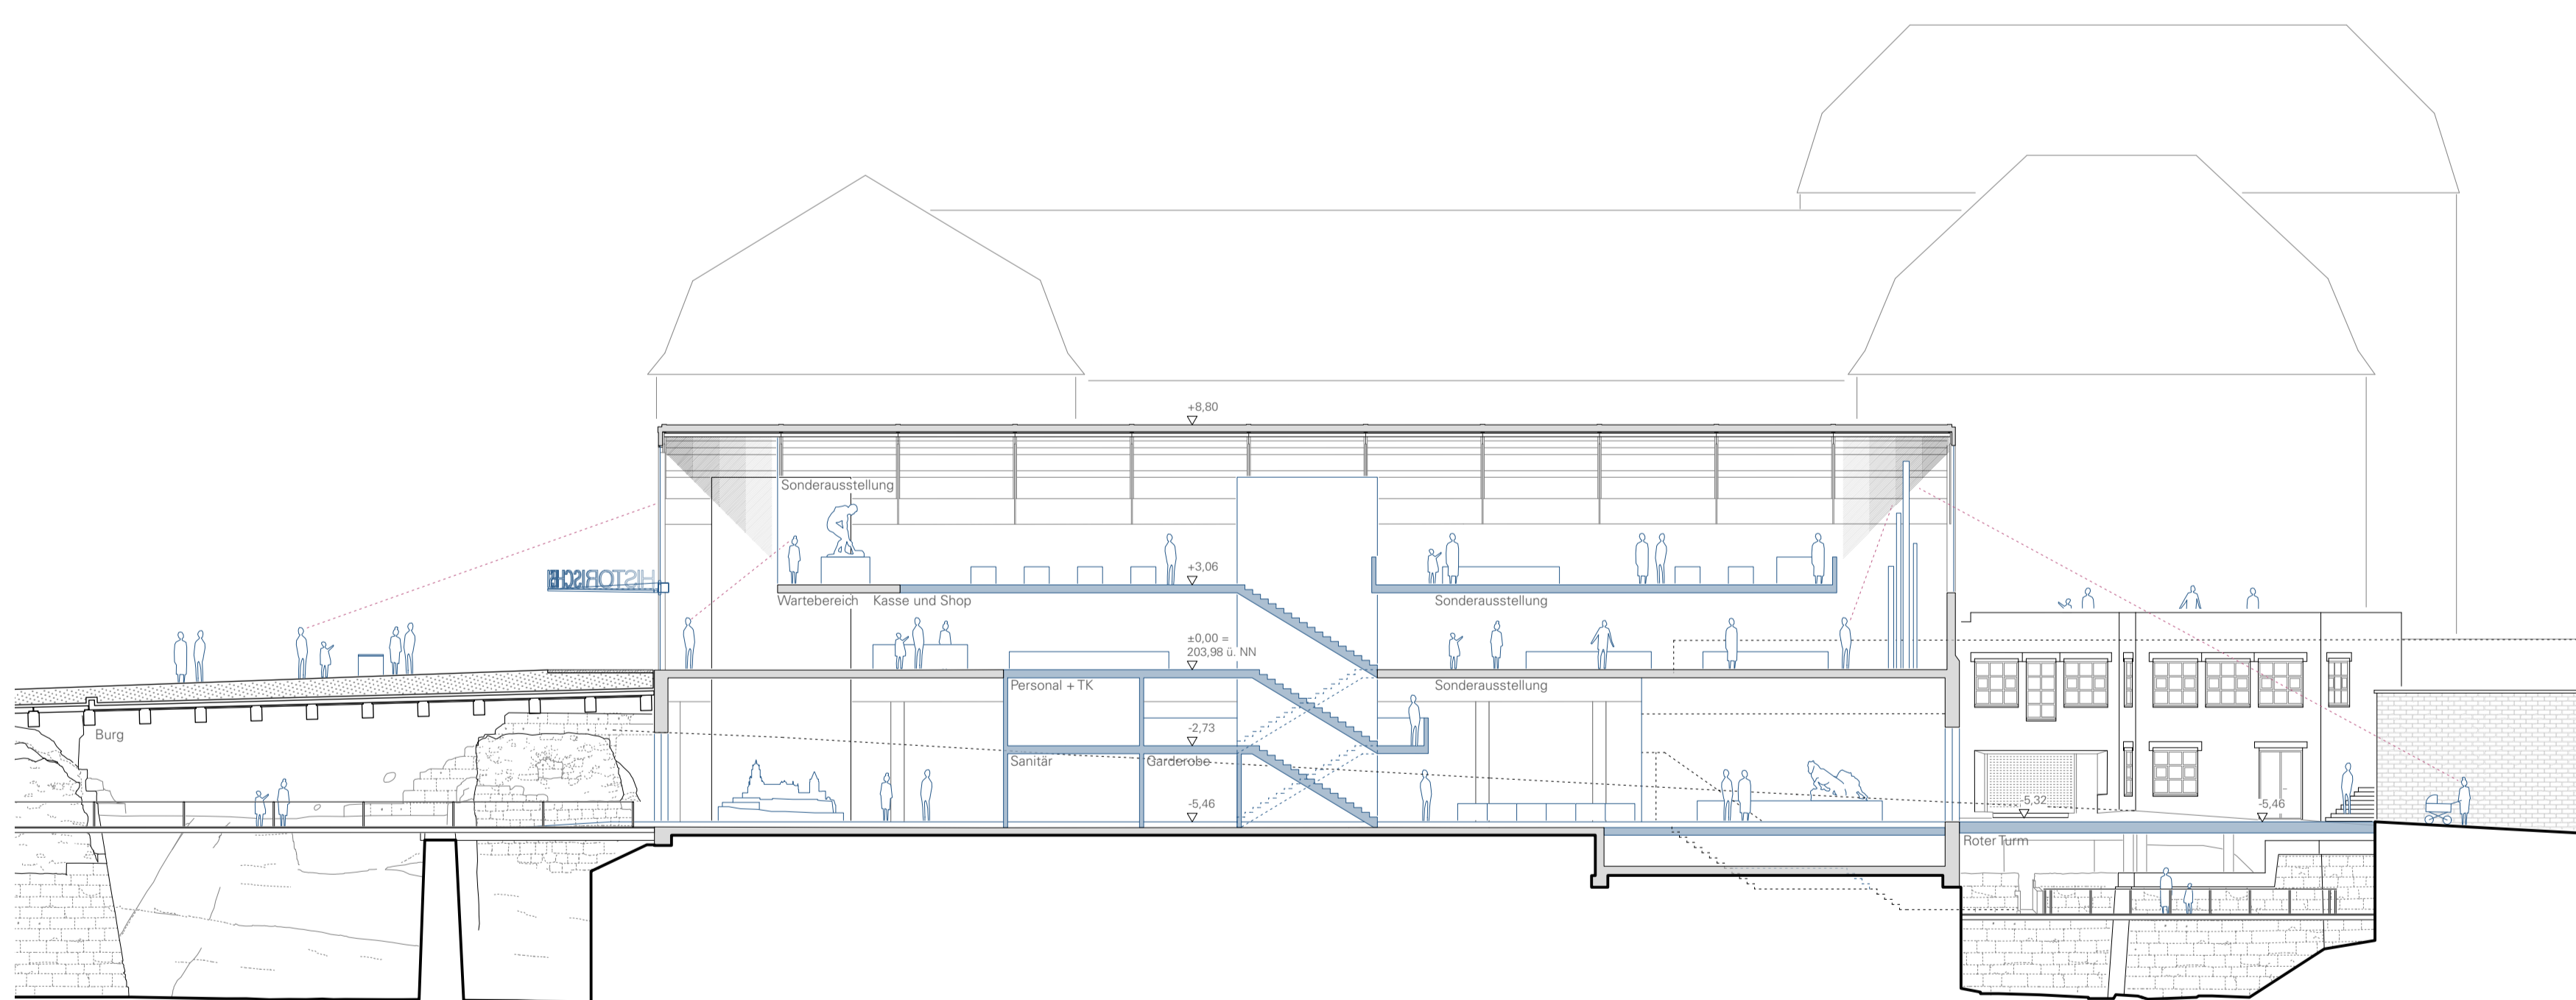 +8,80
Sonderausstellung
+3,06
HISTORISCHE
Wartebereich
Kasse und Shop
Sonderausstellung
±0,00 =
203,98 ü. NN
Personal + TK
Sonderausstellung
-2,73
Burg
Sanitär
Garderobe
-5,46
-5,32
-5,46
Roter Turm